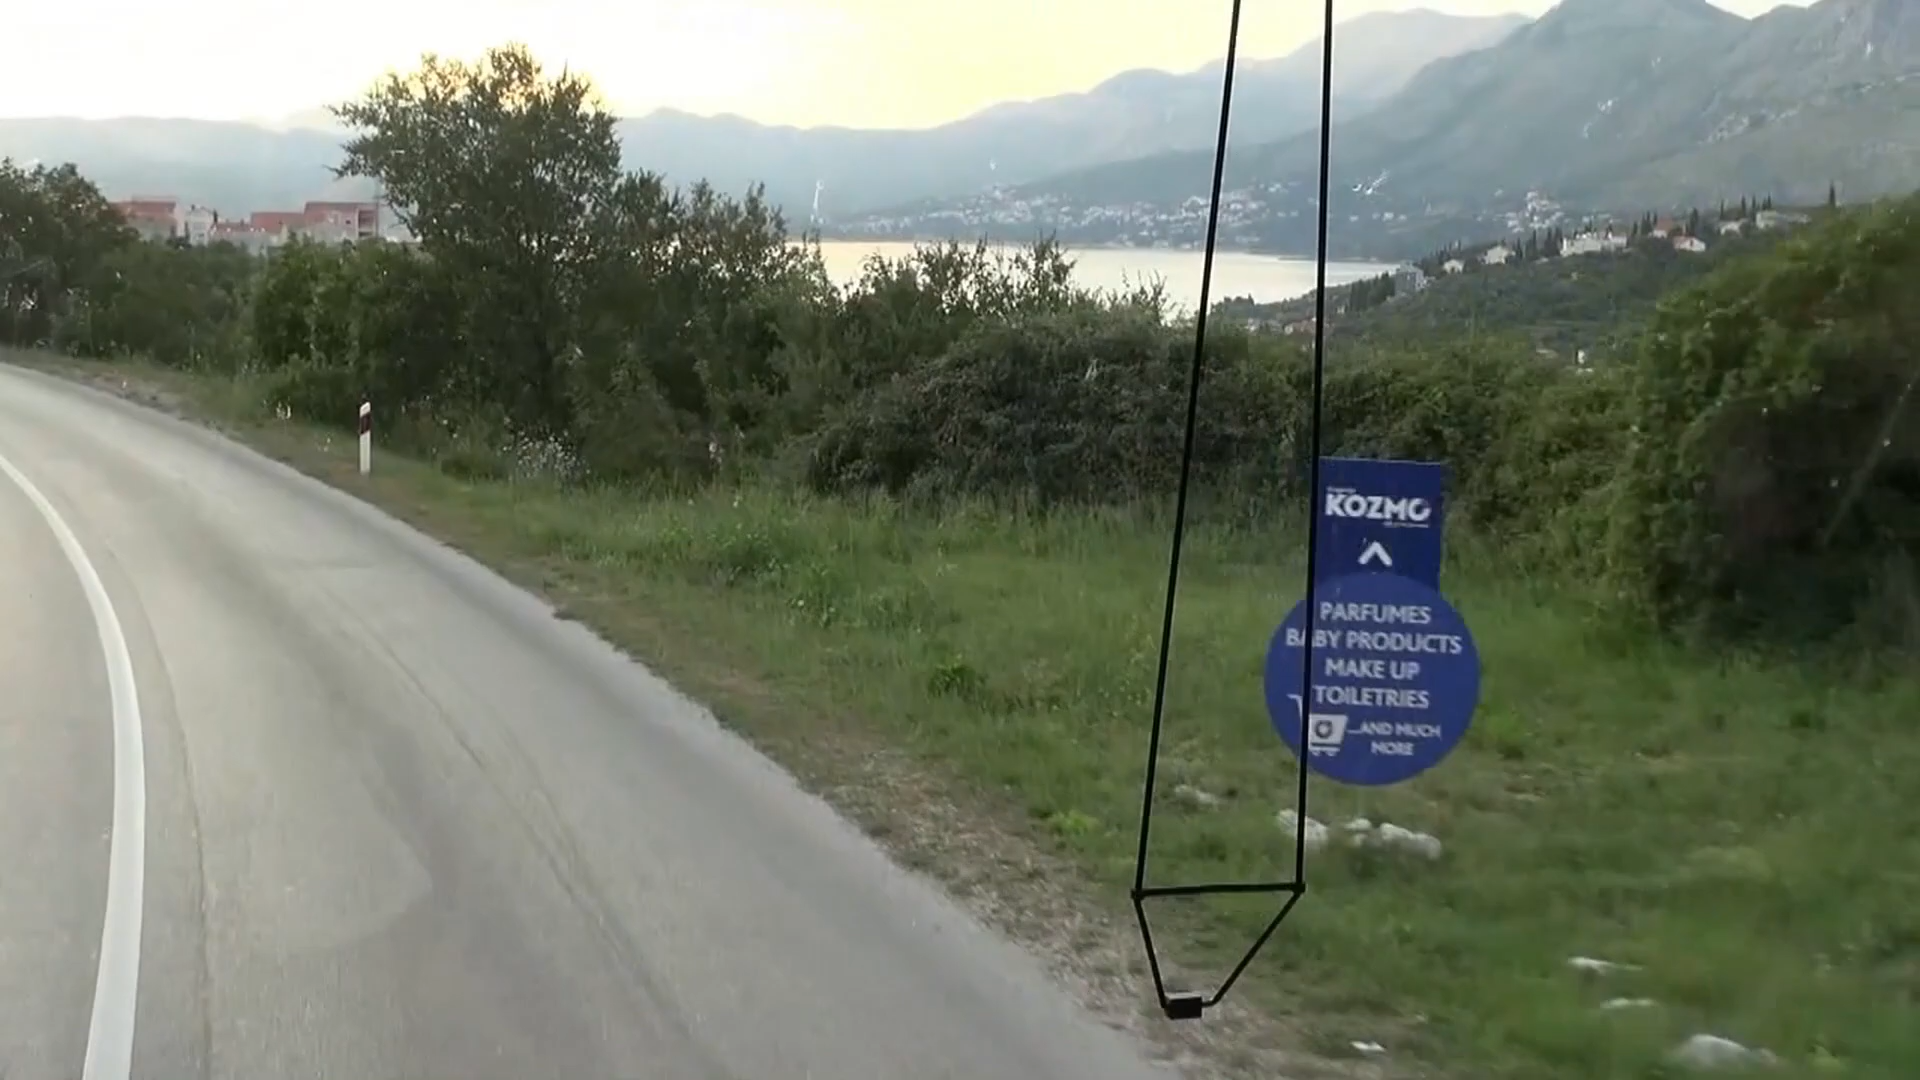 KOZMO
PARFUMES
BABY PRODUCTS
MAKE UP
TOILETRIES
...AND MUCH
MORE